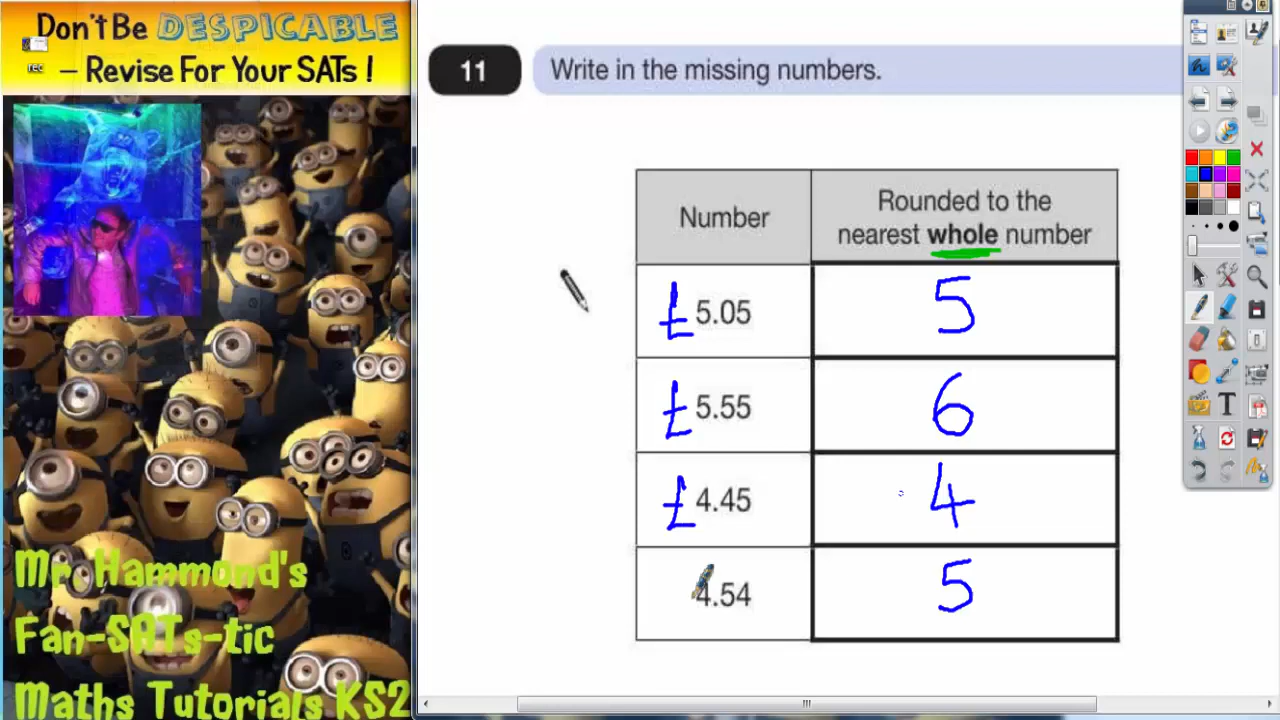 Don't Be DESPICABLE
– Revise For Your SATs !
rec
11
Write in the missing numbers.
Number
Rounded to the
nearest whole number
£ 5.05
5
£ 5.55
6
£ 4.45
4
4.54
5
Mr. Hammond's
Fan-SATs-tic
Maths Tutorials KS2